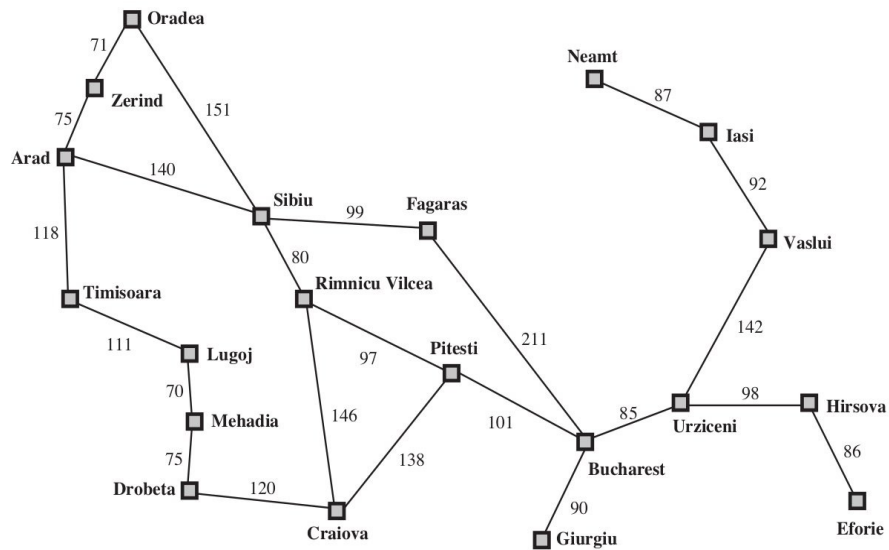 Oradea
71
Neamt
87
Zerind
151
75
Iasi
Arad
140
92
Sibiu
Fagaras
99
118
Vaslui
80
Timisoara
Rimnicu Vilcea
142
111
Lugoj
97
Pitesti
211
70
98
Hirsova
146
101
85
Urziceni
Mehadia
86
75
138
Bucharest
Drobeta
120
90
Craiova
Giurgiu
Eforie